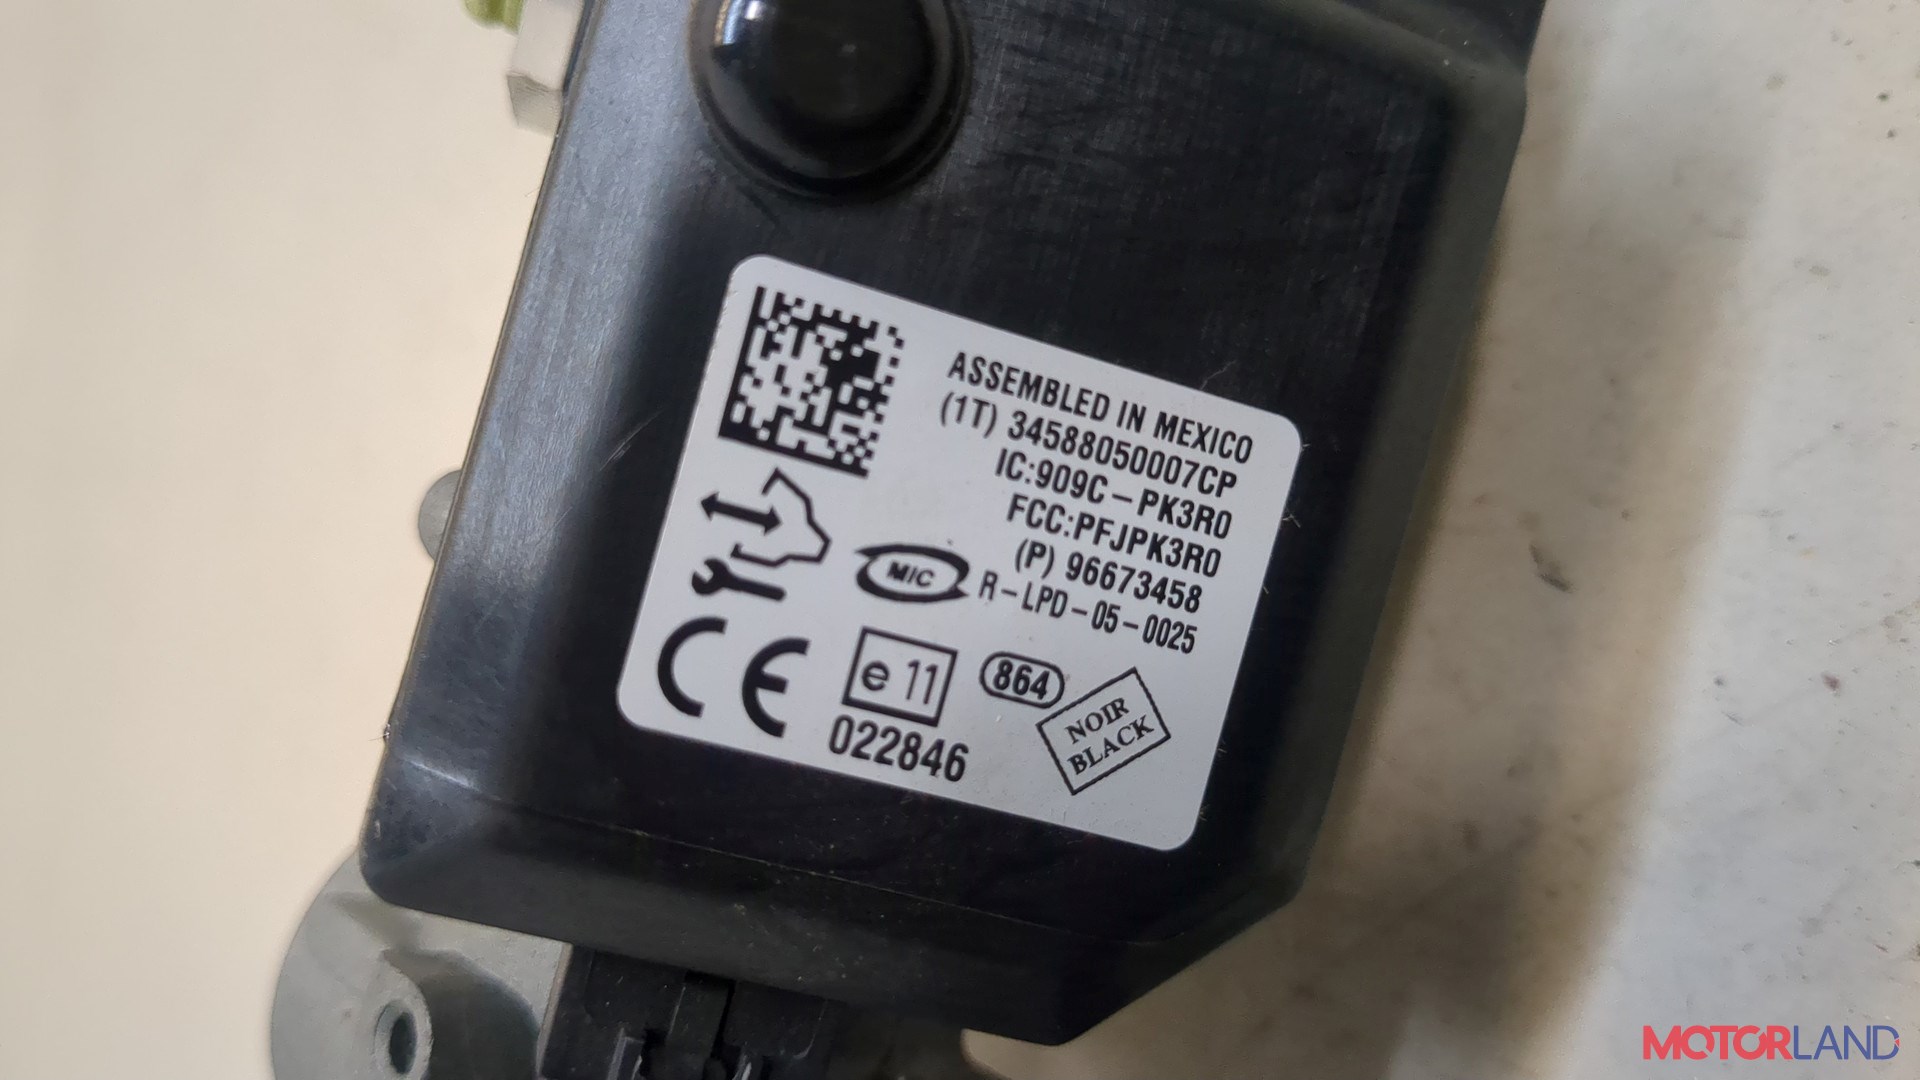 ASSEMBLED IN MEXICO
(1T) 34588050007CP
IC:909C-PK3R0
FCC:PFJPK3R0
(P) 96673458
MIC R-LPD-05-0025
CE e 11 864
022846
NOIR
BLACK
MOTORLAND